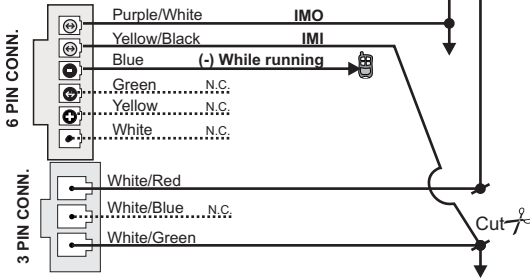 6 PIN CONN.
Purple/White IMO
Yellow/Black IMI
Blue (-) While running
Green N.C.
Yellow N.C.
White N.C.
3 PIN CONN.
White/Red
White/Blue N.C.
White/Green
Cut